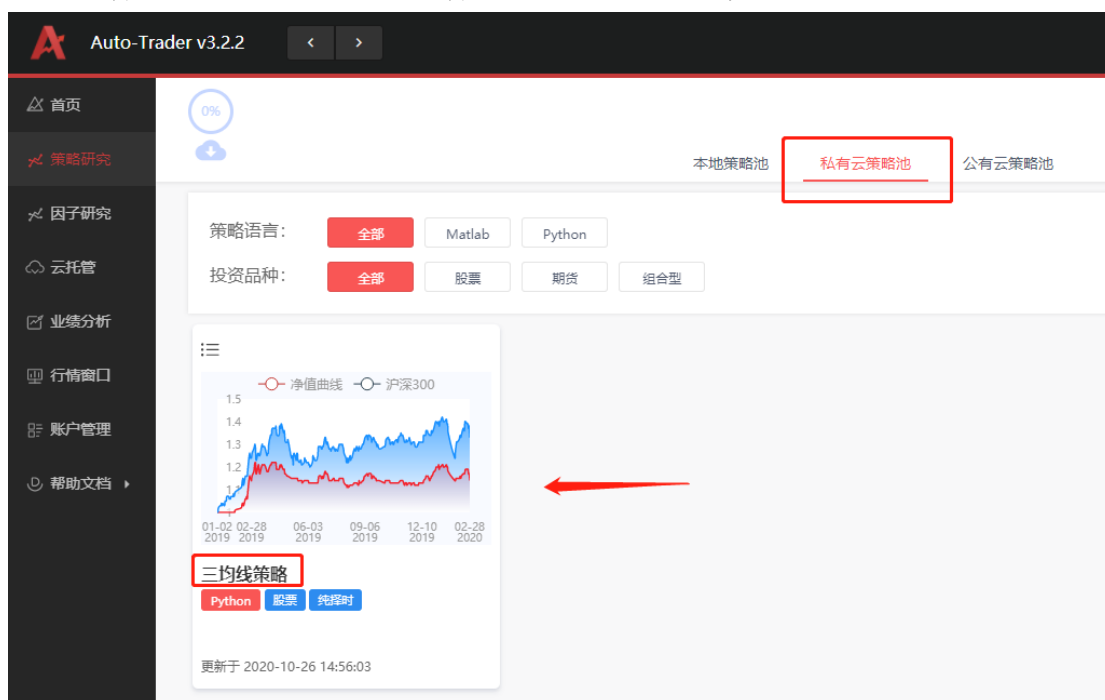 Auto-Trader v3.2.2
首页
策略研究
因子研究
云托管
业绩分析
行情窗口
账户管理
帮助文档
0%
本地策略池 私有云策略池 公有云策略池
策略语言: 全部 Matlab Python
投资品种: 全部 股票 期货 组合型
净值曲线 沪深300
1.5
1.4
1.3
1.2
1.1
01-02 02-28 06-03 09-06 12-10 02-28
2019 2019 2019 2019 2019 2020
三均线策略
Python 股票 纯择时
更新于 2020-10-26 14:56:03